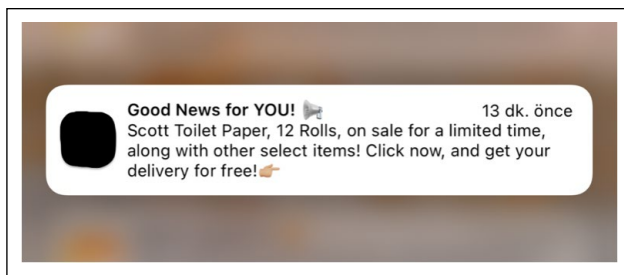 Good News for YOU! 📢 13 dk. önce
Scott Toilet Paper, 12 Rolls, on sale for a limited time,
along with other select items! Click now, and get your
delivery for free!👉🏼